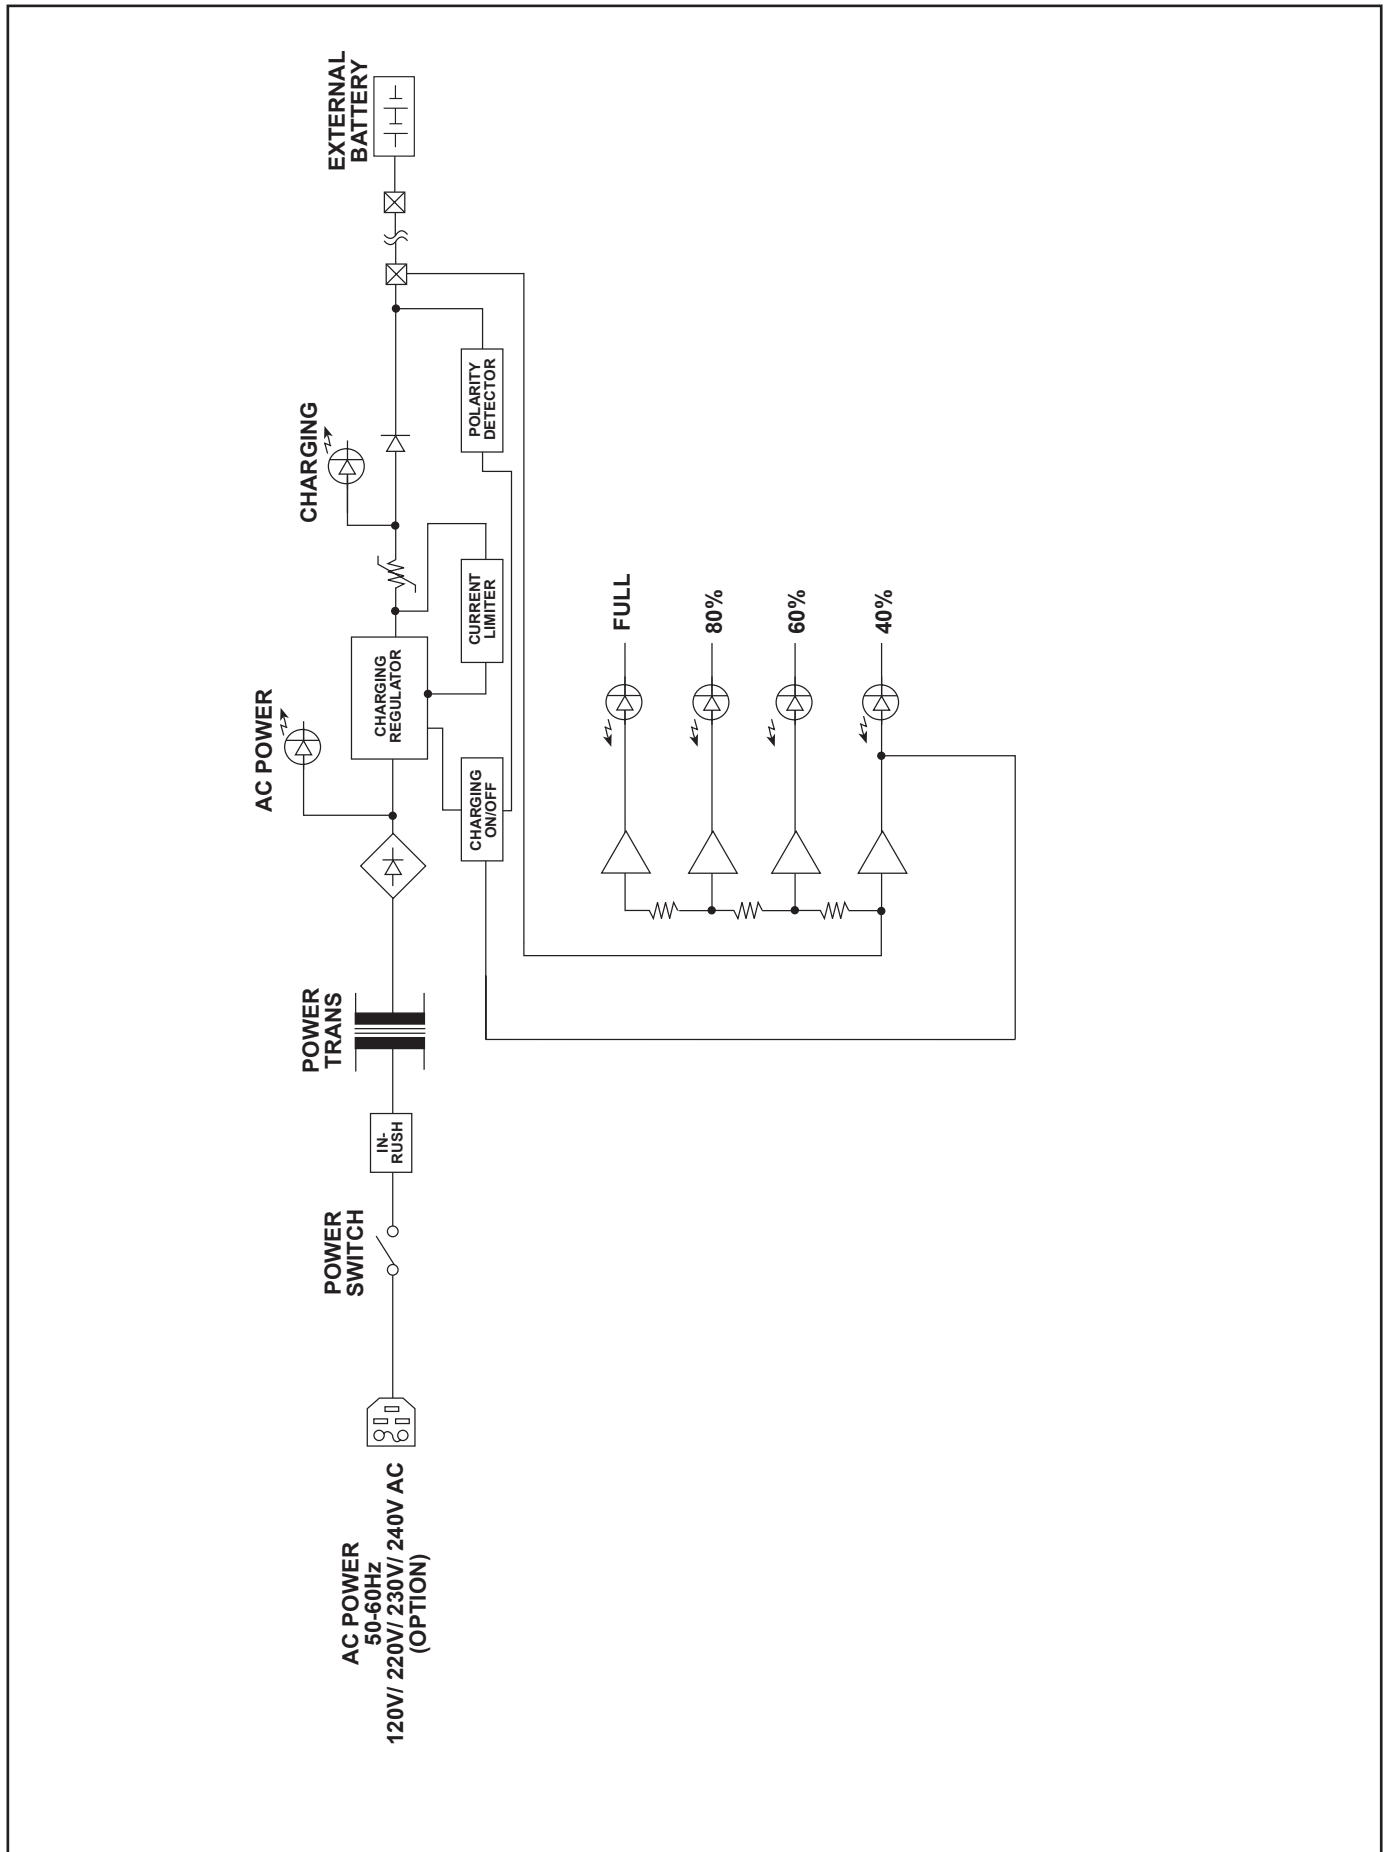 AC POWER
50-60Hz
120V/ 220V/ 230V/ 240V AC
(OPTION)
POWER
SWITCH
IN-
RUSH
POWER
TRANS
AC POWER
CHARGING
REGULATOR
CHARGING
EXTERNAL
BATTERY
CHARGING
ON/OFF
CURRENT
LIMITER
POLARITY
DETECTOR
FULL
80%
60%
40%